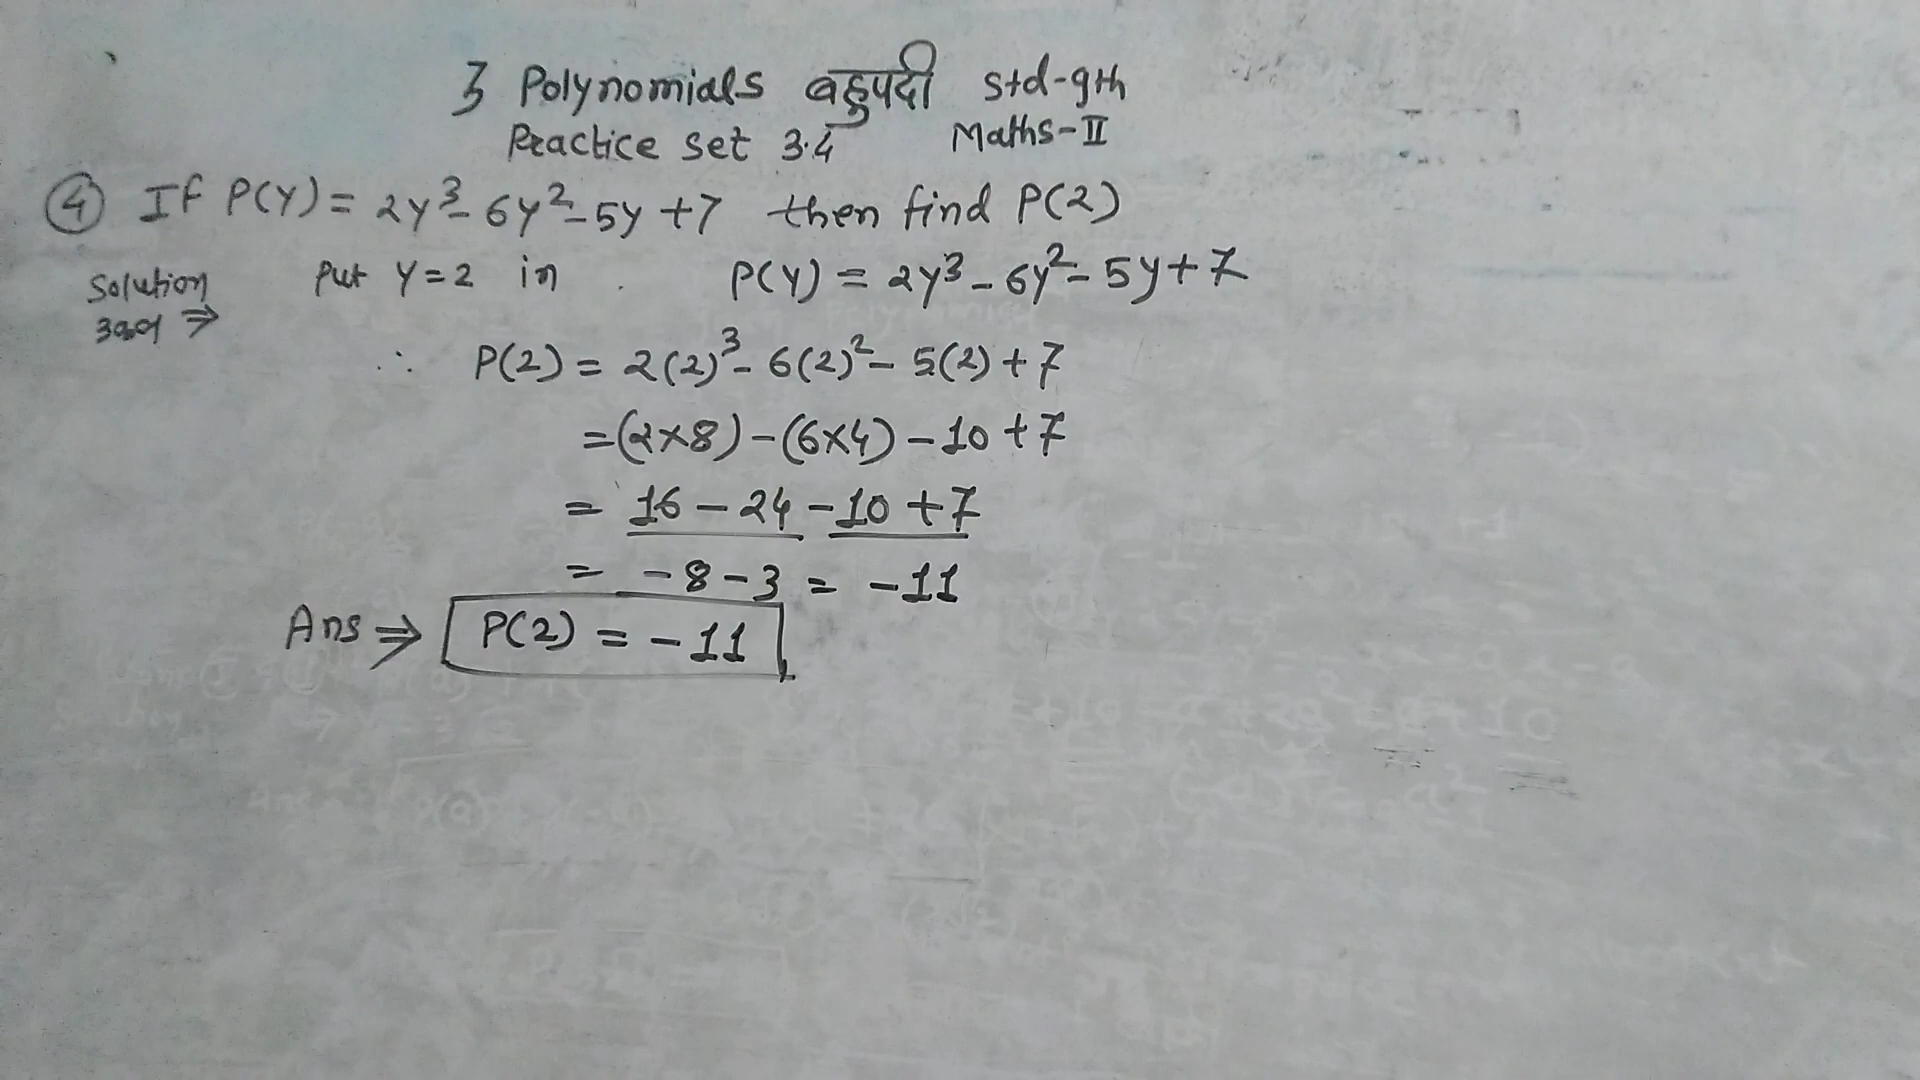 3 Polynomials बहुपदी std-9th
Practice set 3.4 Maths-II
④ If P(Y) = 2y³ - 6y² - 5y + 7 then find P(2)
Solution Put Y=2 in . P(Y) = 2y³ - 6y² - 5y + 7
⇒
∴ P(2) = 2(2)³ - 6(2)² - 5(2) + 7
= (2×8) - (6×4) - 10 + 7
= 16 - 24 - 10 + 7
= -8 - 3 = -11
Ans ⇒ P(2) = -11